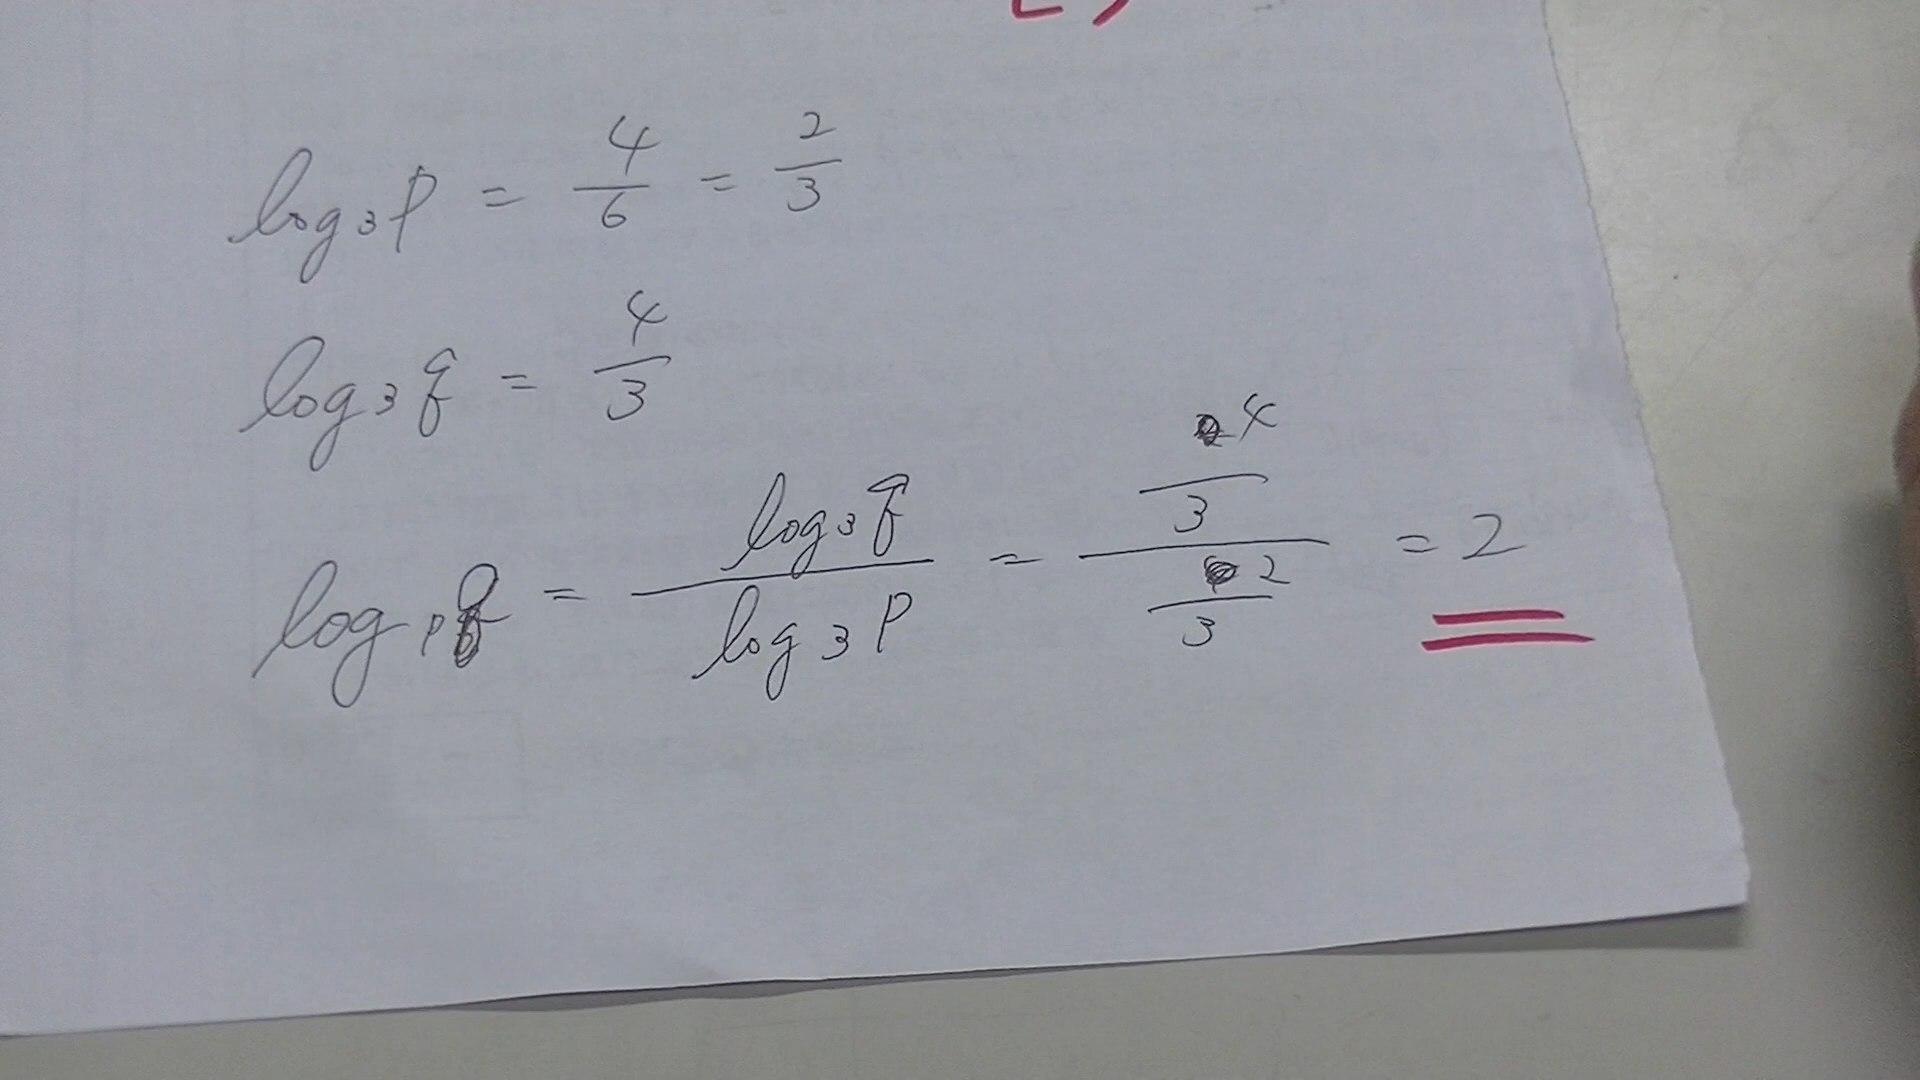 log₃p = 4/6 = 2/3
log₃q = 4/3
log_p q = (log₃q)/(log₃p) = (4/3)/(2/3) = 2